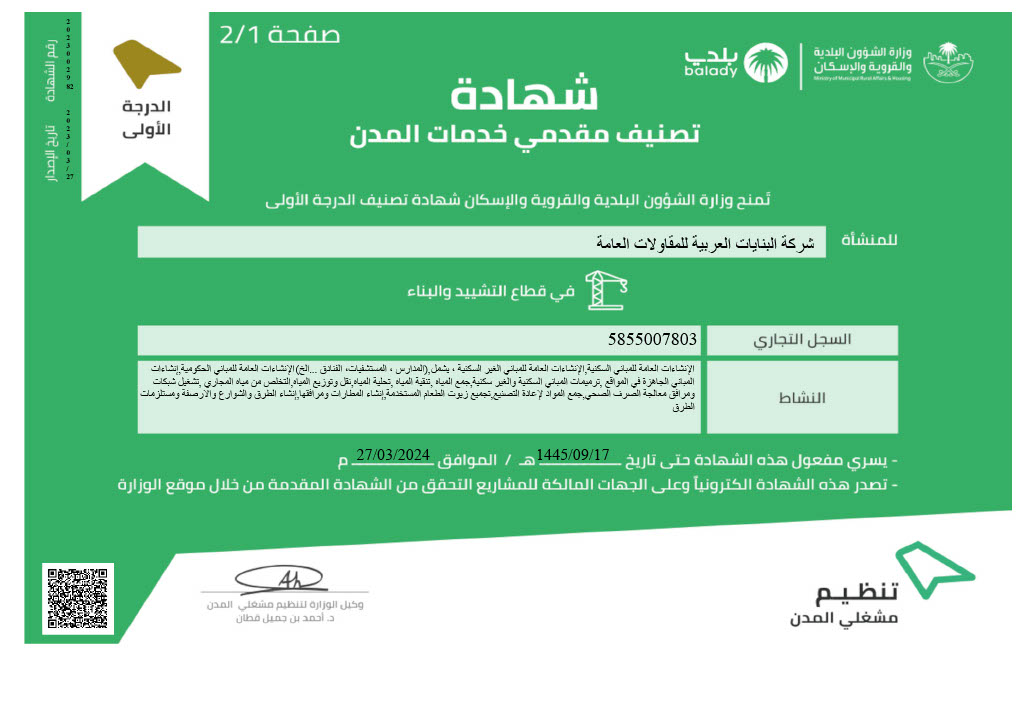 صفحة 2/1
وزارة الشؤون البلدية
والقروية والإسكان
Ministry of Municipal Rural Affairs & Housing
بلدي
balady
رقم الشهادة
2023002982
تاريخ الإصدار
2023/03/27
الدرجة
الأولى
شهادة
تصنيف مقدمي خدمات المدن
تُمنح وزارة الشؤون البلدية والقروية والإسكان شهادة تصنيف الدرجة الأولى
للمنشأة
شركة البنايات العربية للمقاولات العامة
في قطاع التشييد والبناء
السجل التجاري
5855007803
النشاط
الإنشاءات العامة للمباني السكنية,الإنشاءات العامة للمباني الغير السكنية ، يشمل,(المدارس ، المستشفيات، الفنادق ...الخ) الإنشاءات العامة للمباني الحكومية,إنشاءات
المباني الجاهزة في المواقع ,ترميمات المباني السكنية والغير سكنية,جمع المياه ,تنقية المياه ,تحلية المياه,نقل وتوزيع المياه,التخلص من مياه المجاري ,تشغيل شبكات
ومرافق معالجة الصرف الصحي,جمع المواد لإعادة التصنيع,تجميع زيوت الطعام المستخدمة,إنشاء المطارات ومرافقها,إنشاء الطرق والشوارع والأرصفة ومستلزمات
الطرق
- يسري مفعول هذه الشهادة حتى تاريخ 1445/09/17 هـ / الموافق 27/03/2024 م
- تصدر هذه الشهادة الكترونياً وعلى الجهات المالكة للمشاريع التحقق من الشهادة المقدمة من خلال موقع الوزارة
وكيل الوزارة لتنظيم مشغلي المدن
د. أحمد بن جميل قطان
تنظيم
مشغلي المدن